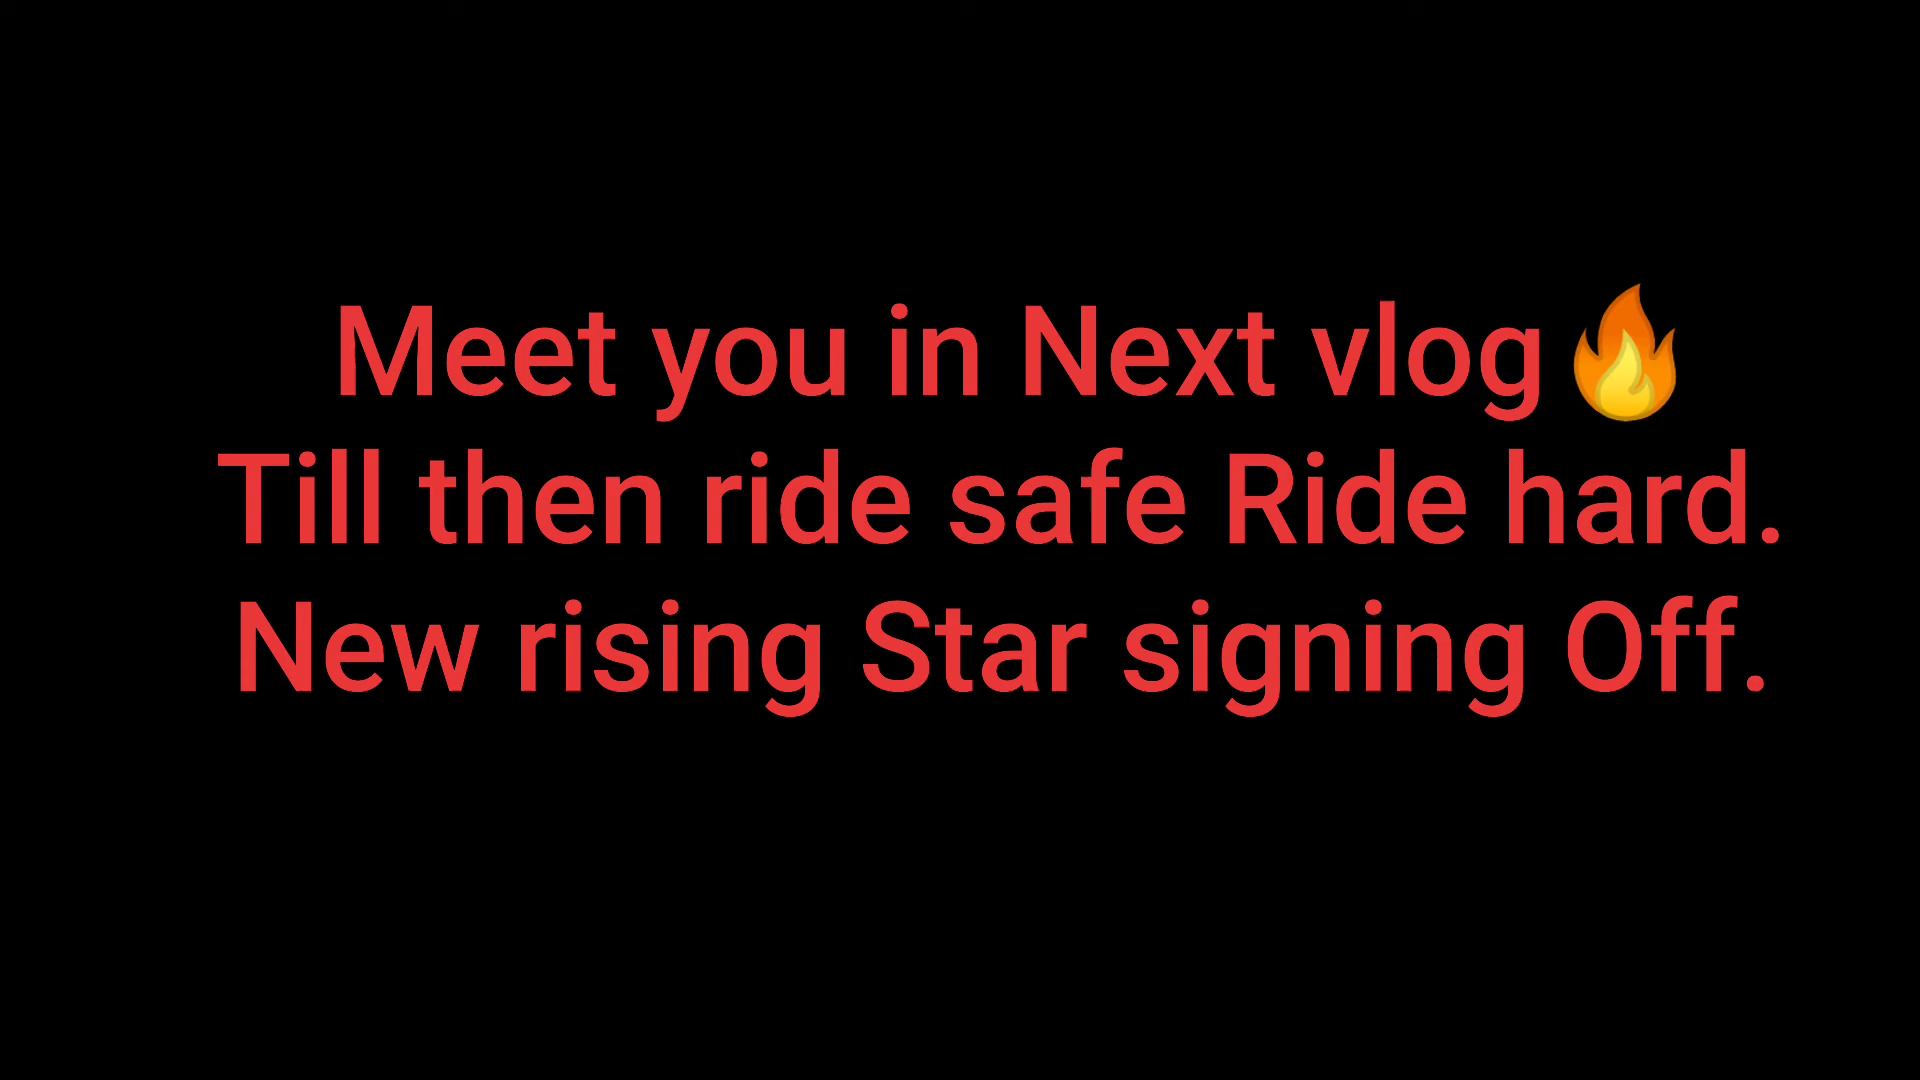 Meet you in Next vlog🔥
Till then ride safe Ride hard.
New rising Star signing Off.